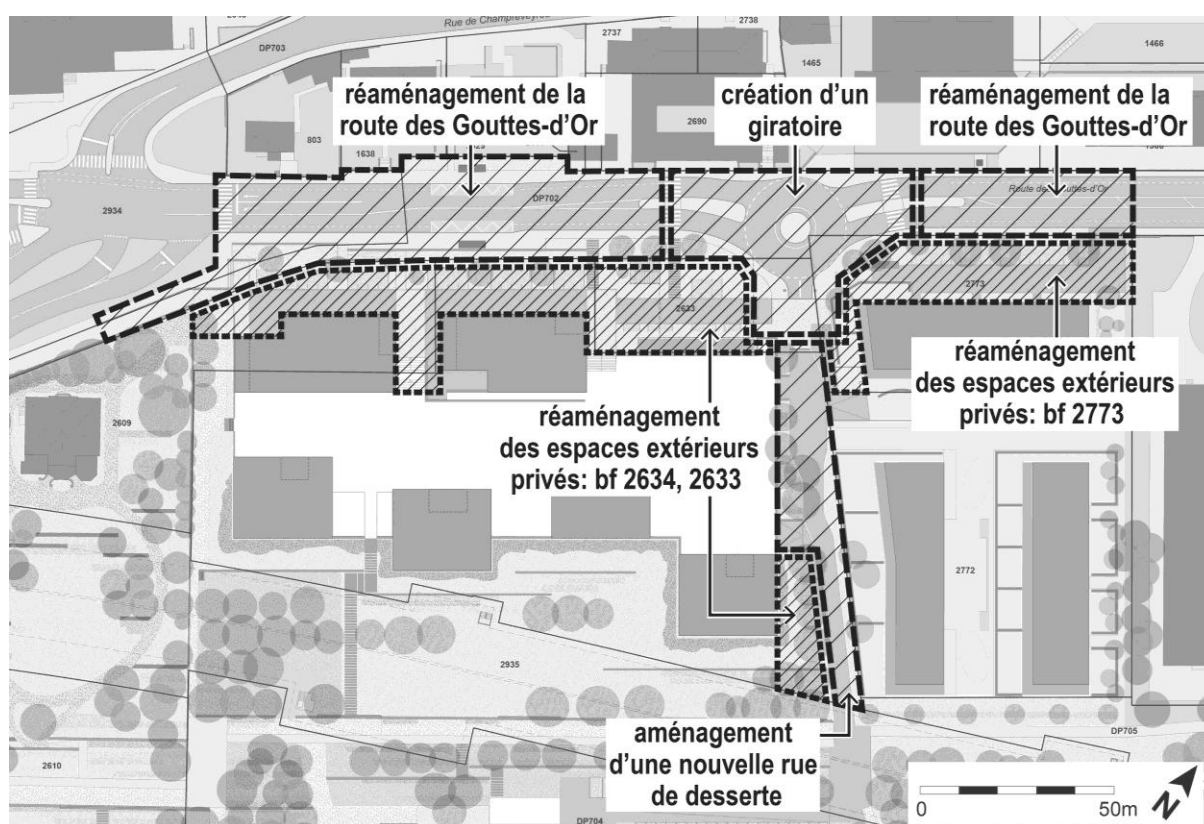 Rue de Champréveyres
2737
2738
DP703
1465
1466
réaménagement de la
route des Gouttes-d'Or
création d'un
giratoire
réaménagement de la
route des Gouttes-d'Or
2690
803
1638
Route des Gouttes-d'Or
DP702
2934
2773
2633
réaménagement
des espaces extérieurs
privés: bf 2773
réaménagement
des espaces extérieurs
privés: bf 2634, 2633
2609
2772
2935
DP705
aménagement
d'une nouvelle rue
de desserte
2610
DP704
0
50m
N